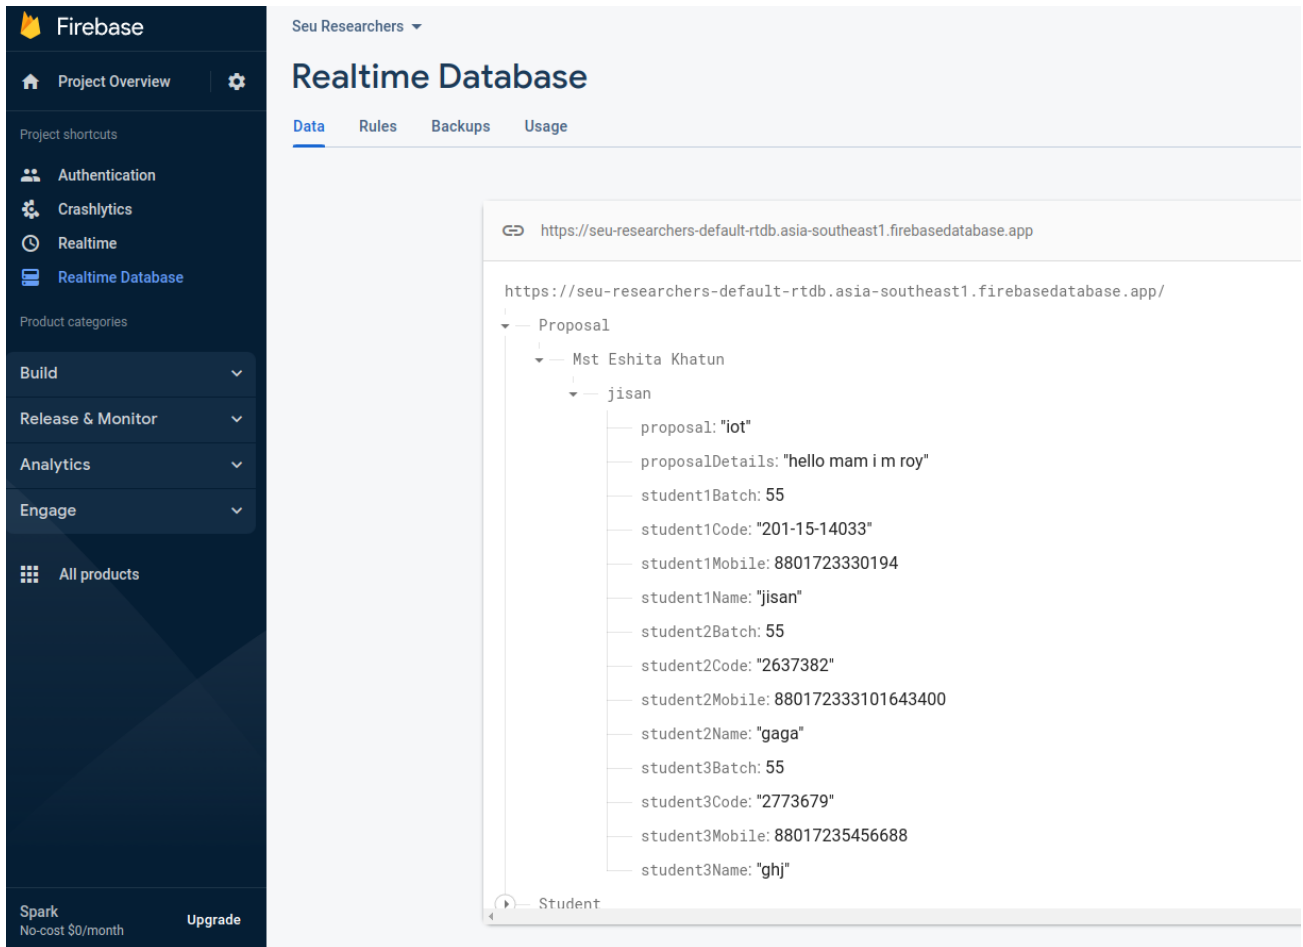 Firebase
Project Overview
Project shortcuts
Authentication
Crashlytics
Realtime
Realtime Database
Product categories
Build
Release & Monitor
Analytics
Engage
All products
Spark
No-cost $0/month
Upgrade
Seu Researchers
Realtime Database
Data Rules Backups Usage
https://seu-researchers-default-rtdb.asia-southeast1.firebasedatabase.app
https://seu-researchers-default-rtdb.asia-southeast1.firebasedatabase.app/
Proposal
Mst Eshita Khatun
jisan
proposal: "iot"
proposalDetails: "hello mam i m roy"
student1Batch: 55
student1Code: "201-15-14033"
student1Mobile: 8801723330194
student1Name: "jisan"
student2Batch: 55
student2Code: "2637382"
student2Mobile: 880172333101643400
student2Name: "gaga"
student3Batch: 55
student3Code: "2773679"
student3Mobile: 88017235456688
student3Name: "ghj"
Student